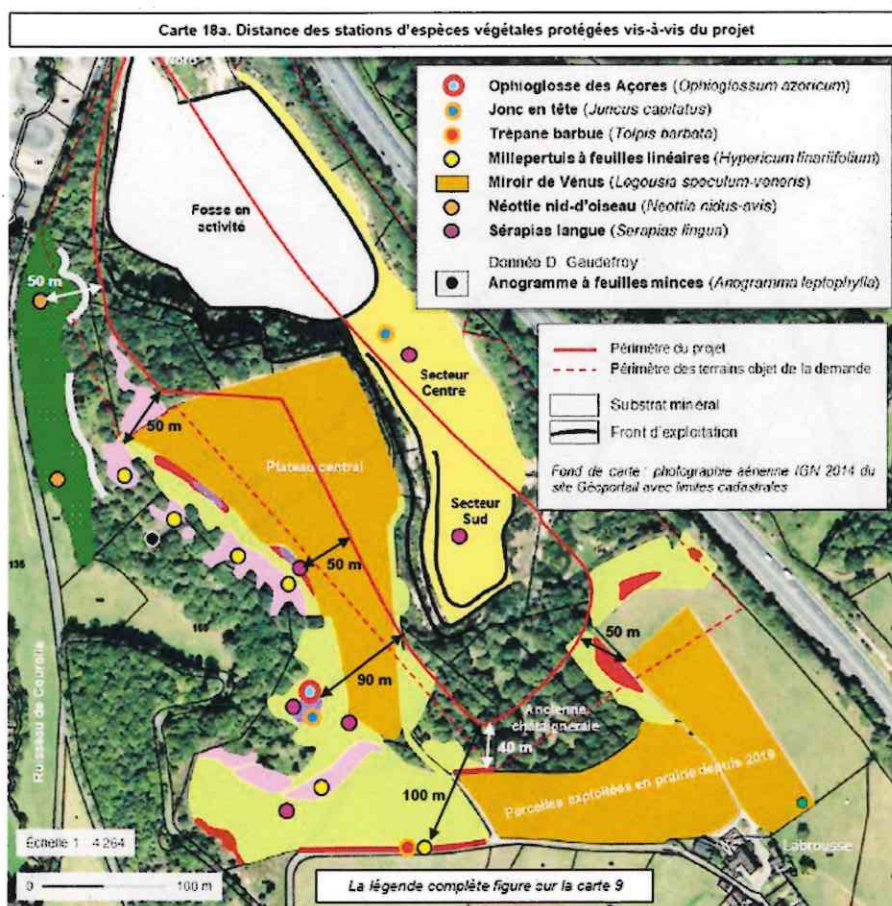 Carte 18a. Distance des stations d'espèces végétales protégées vis-à-vis du projet
Nord
Ophioglosse des Açores (Ophioglossum azoricum)
Jonc en tête (Juncus capitatus)
Trépane barbue (Tolpis barbata)
Millepertuis à feuilles linéaires (Hypericum linariifolium)
Miroir de Vénus (Legousia speculum-veneris)
Néottie nid-d'oiseau (Neottia nidus-avis)
Sérapias langue (Serapias lingua)
Donnée D. Gaudefroy
Anogramme à feuilles minces (Anogramma leptophylla)
Fosse en
activité
50 m
Périmètre du projet
Périmètre des terrains objet de la demande
Substrat minéral
Front d'exploitation
Fond de carte : photographie aérienne IGN 2014 du
site Géoportail avec limites cadastrales
Secteur
Centre
50 m
Plateau central
Secteur
Sud
50 m
136
160
50 m
90 m
Ancienne
châtaigneraie
40 m
Ruisseau de Courolle
100 m
Parcelles exploitées en prairie depuis 2019
Labrousse
Échelle 1 : 4 264
0 100 m
La légende complète figure sur la carte 9